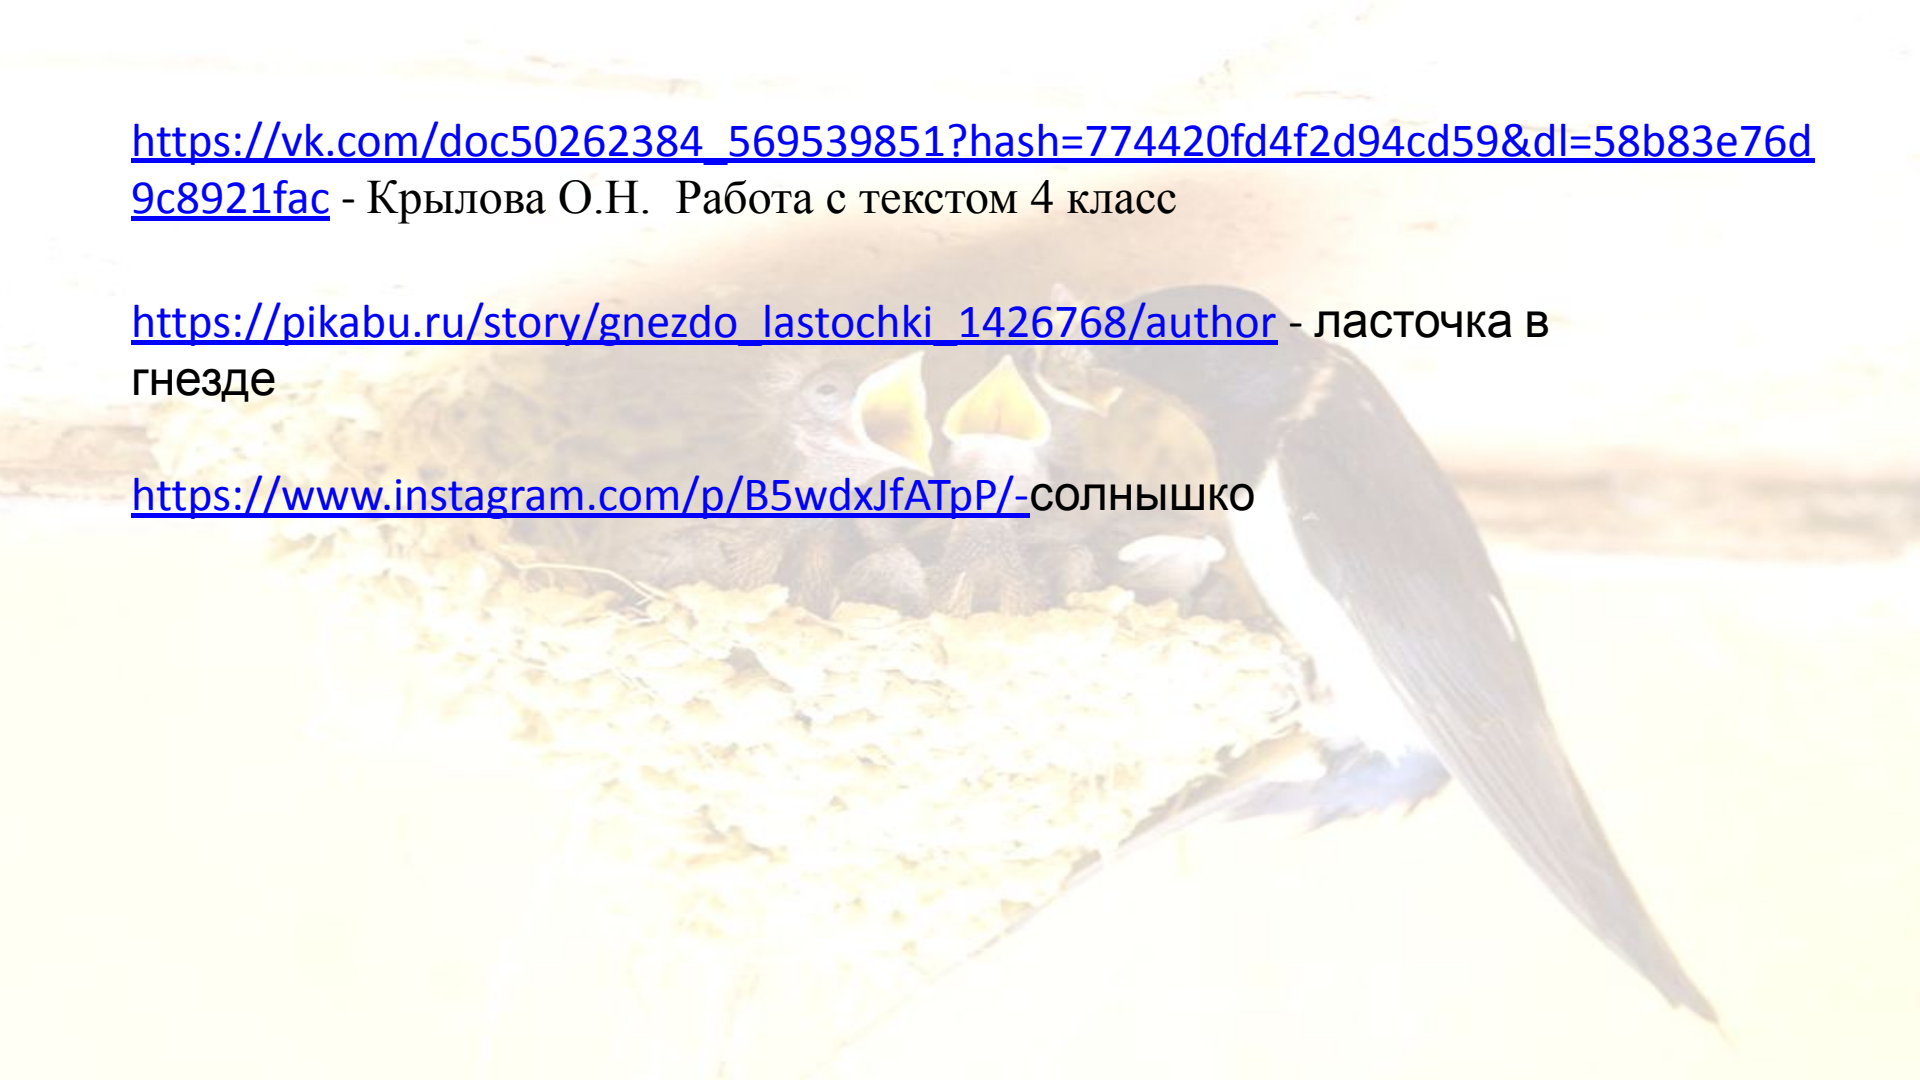 https://vk.com/doc50262384_569539851?hash=774420fd4f2d94cd59&dl=58b83e76d
9c8921fac - Крылова О.Н.  Работа с текстом 4 класс
https://pikabu.ru/story/gnezdo_lastochki_1426768/author - ласточка в
гнезде
https://www.instagram.com/p/B5wdxJfATpP/-солнышко